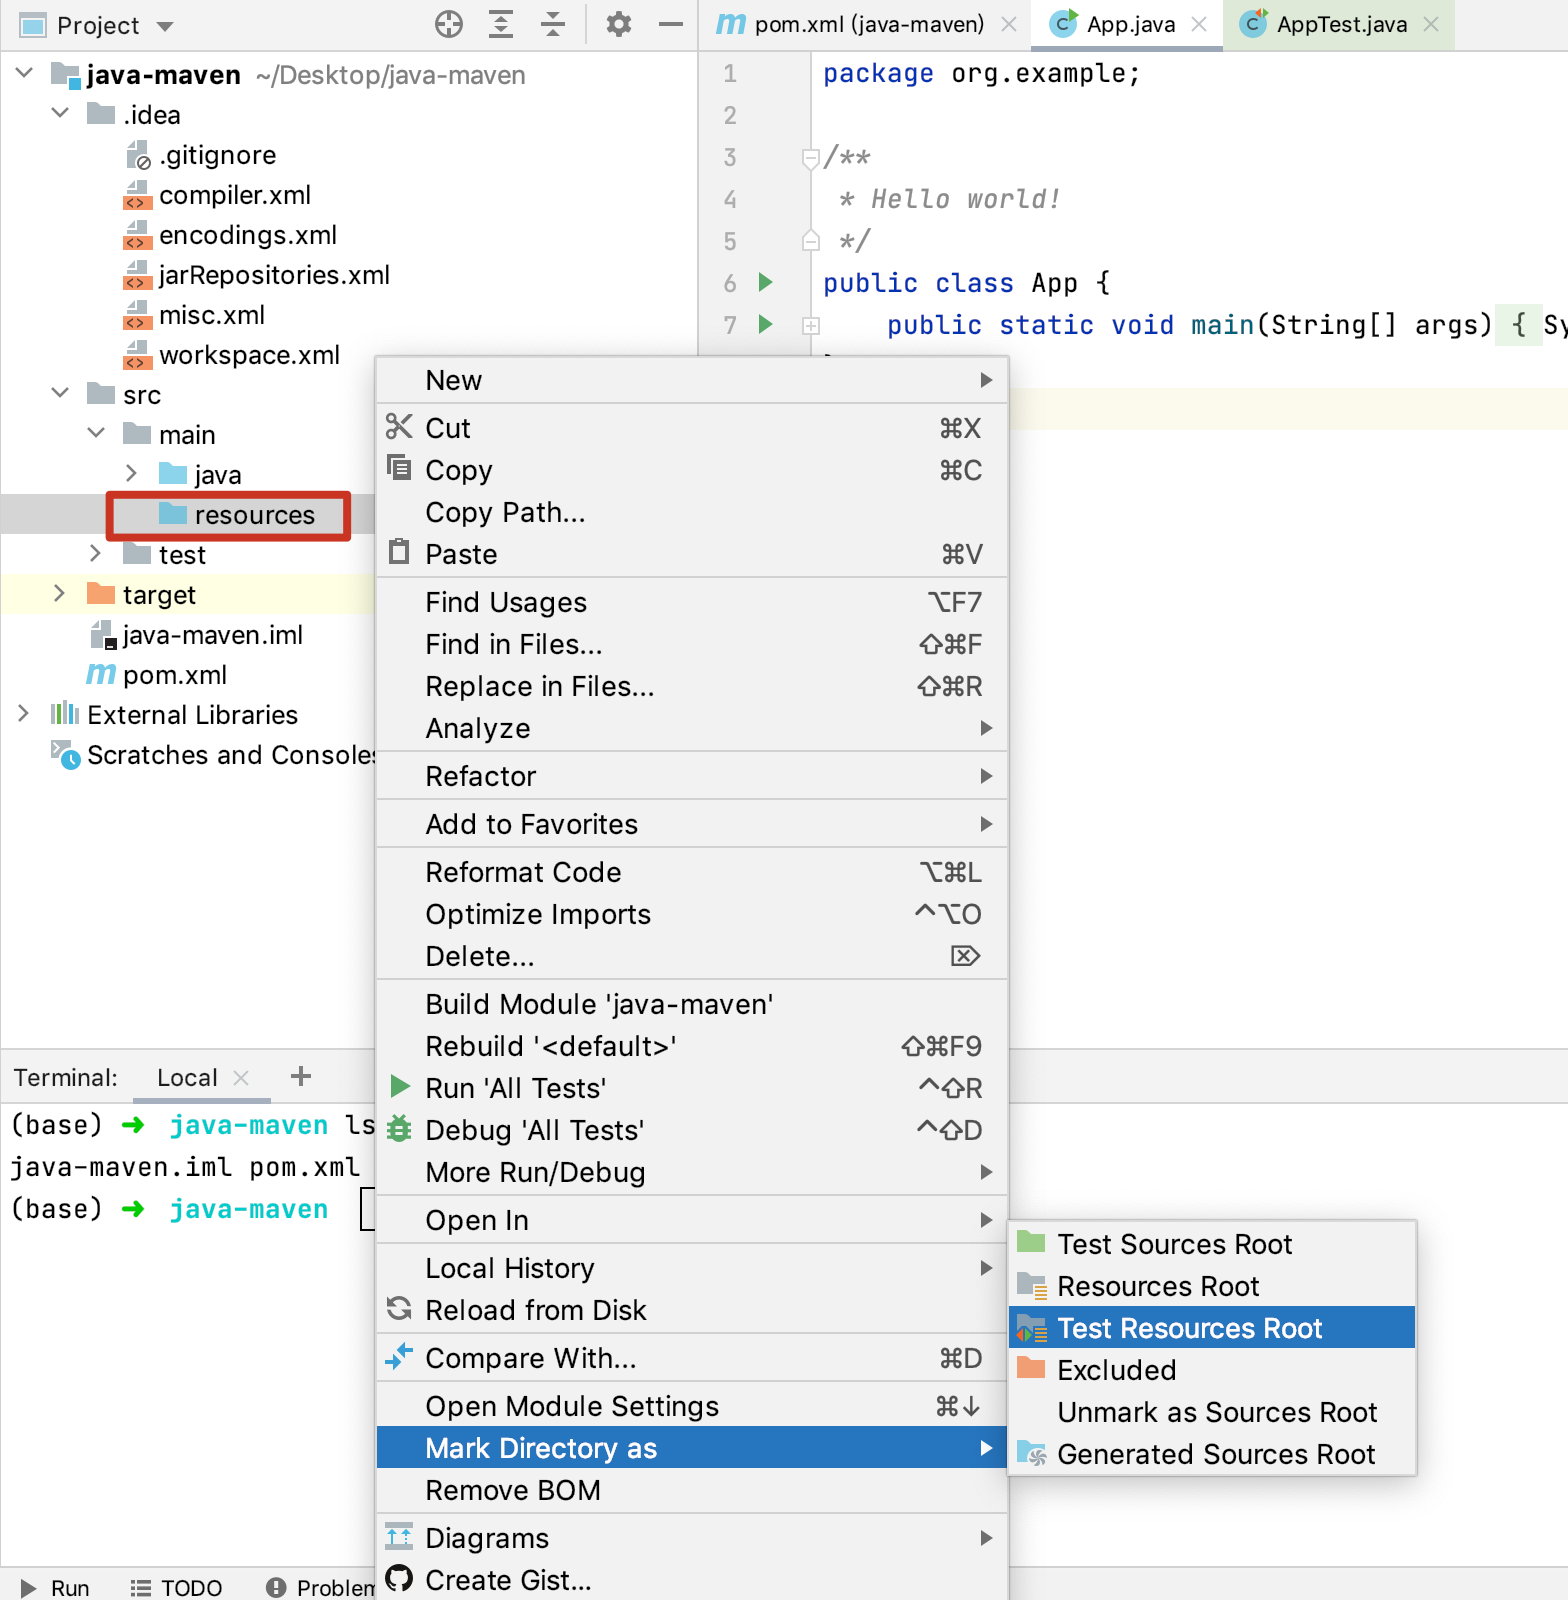 Project
pom.xml (java-maven)
App.java
AppTest.java
java-maven ~/Desktop/java-maven
.idea
.gitignore
compiler.xml
encodings.xml
jarRepositories.xml
misc.xml
workspace.xml
src
main
java
resources
test
target
java-maven.iml
pom.xml
External Libraries
Scratches and Consoles
1 package org.example;
2
3 /**
4 * Hello world!
5 */
6 public class App {
7 public static void main(String[] args) { Sy
New
Cut ⌘X
Copy ⌘C
Copy Path...
Paste ⌘V
Find Usages ⌥F7
Find in Files... ⇧⌘F
Replace in Files... ⇧⌘R
Analyze
Refactor
Add to Favorites
Reformat Code ⌥⌘L
Optimize Imports ^⌥O
Delete... ⌦
Build Module 'java-maven'
Rebuild '<default>' ⇧⌘F9
Run 'All Tests' ^⇧R
Debug 'All Tests' ^⇧D
More Run/Debug
Open In
Local History
Reload from Disk
Compare With... ⌘D
Open Module Settings ⌘↓
Mark Directory as
Remove BOM
Diagrams
Create Gist...
Test Sources Root
Resources Root
Test Resources Root
Excluded
Unmark as Sources Root
Generated Sources Root
Terminal: Local
(base) ➜ java-maven ls
java-maven.iml pom.xml
(base) ➜ java-maven
Run
TODO
Problem